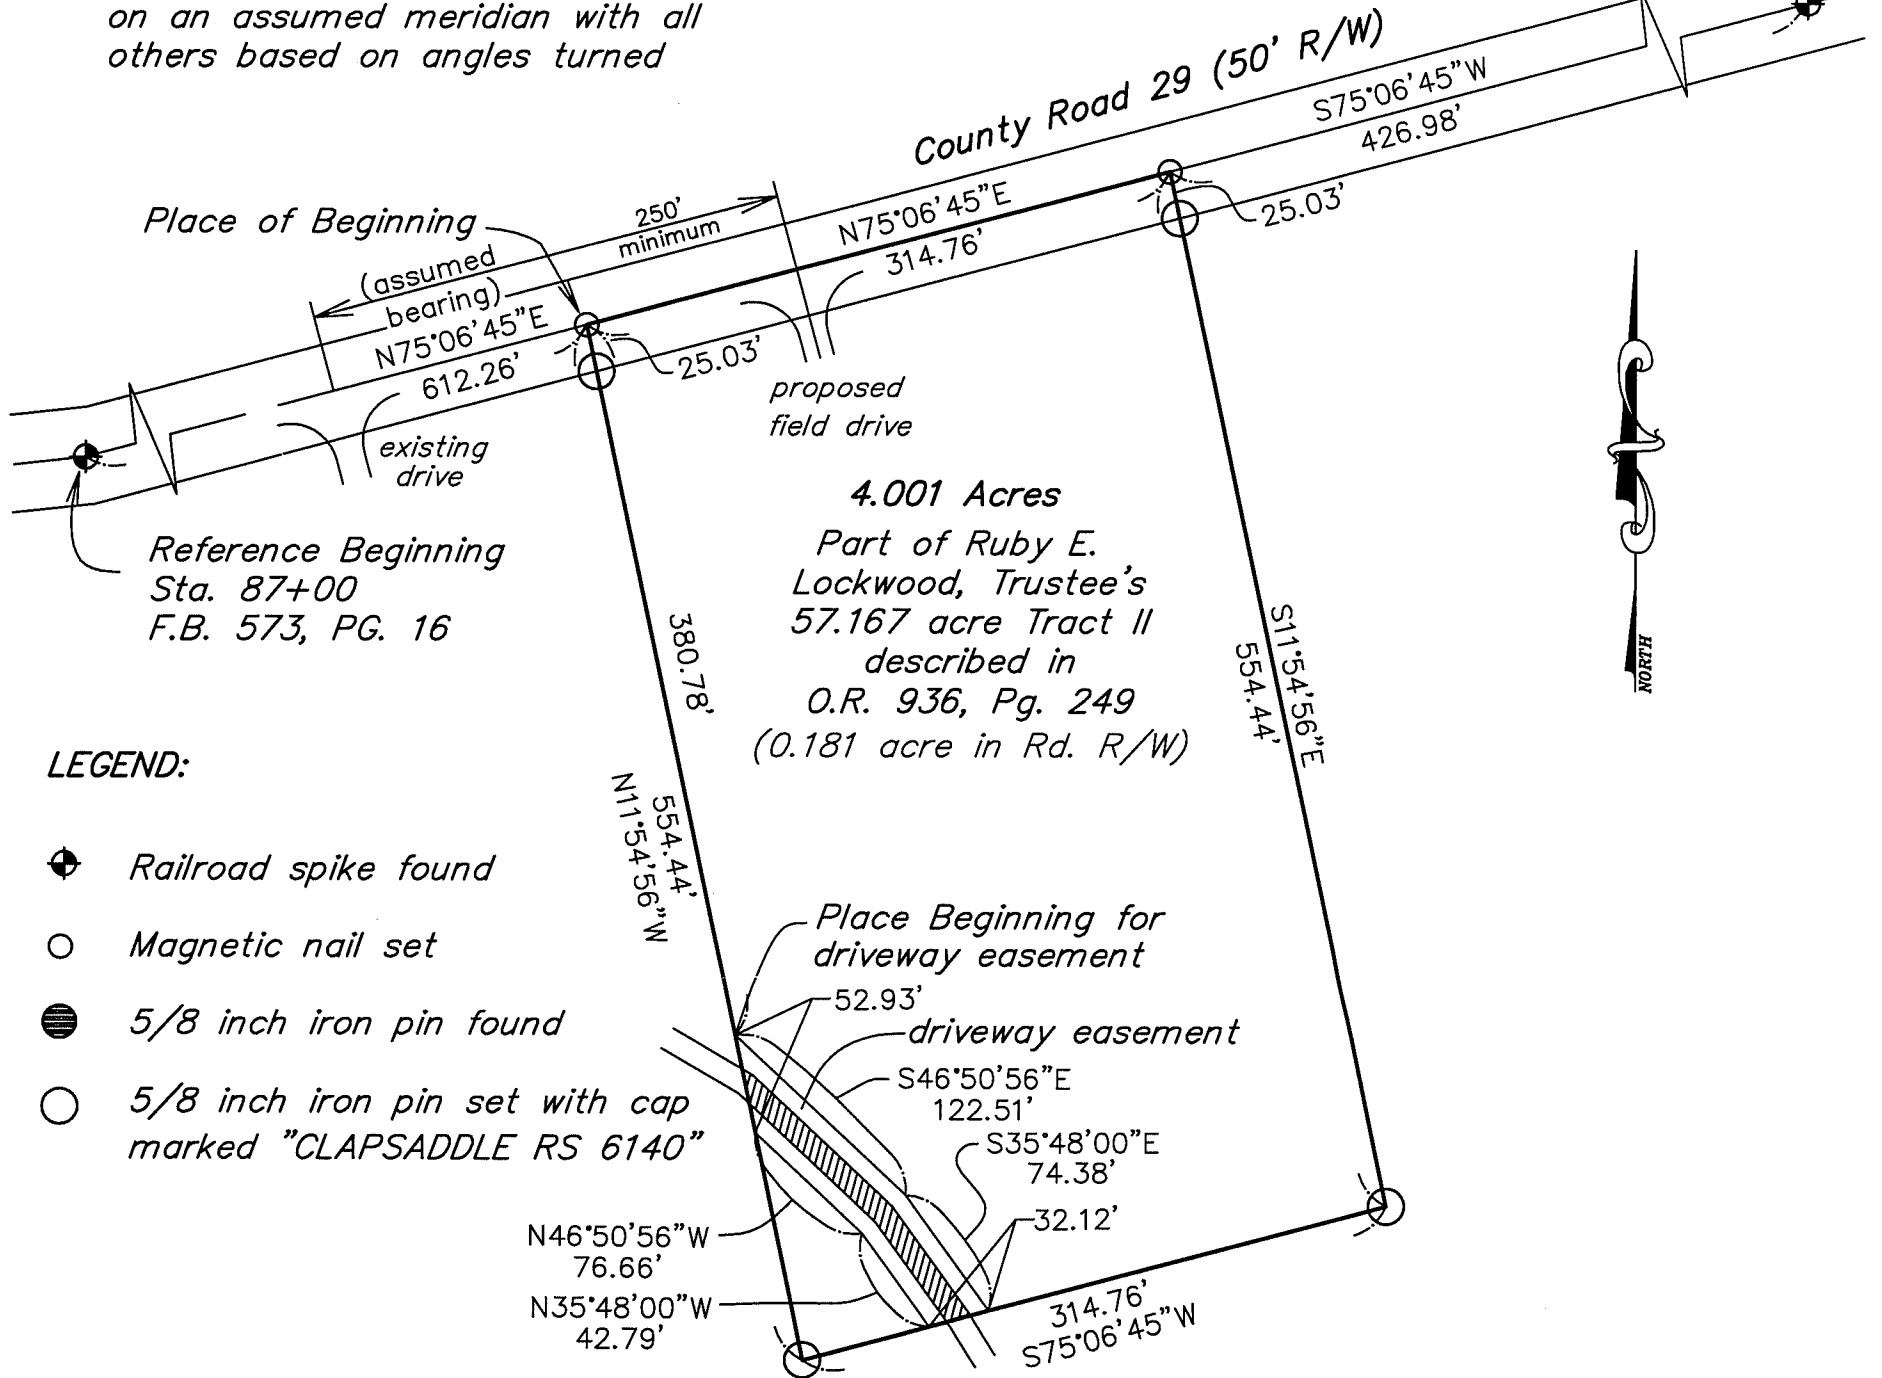 on an assumed meridian with all
others based on angles turned
County Road 29 (50' R/W)
S75°06'45"W
426.98'
Place of Beginning
250'
minimum
N75°06'45"E
314.76'
25.03'
(assumed
bearing)
N75°06'45"E
612.26'
25.03'
proposed
field drive
existing
drive
Reference Beginning
Sta. 87+00
F.B. 573, PG. 16
4.001 Acres
Part of Ruby E.
Lockwood, Trustee's
57.167 acre Tract II
described in
O.R. 936, Pg. 249
(0.181 acre in Rd. R/W)
380.78'
S11°54'56"E
554.44'
NORTH
554.44'
N11°54'56"W
LEGEND:
Railroad spike found
Magnetic nail set
5/8 inch iron pin found
5/8 inch iron pin set with cap
marked "CLAPSADDLE RS 6140"
Place Beginning for
driveway easement
52.93'
driveway easement
S46°50'56"E
122.51'
S35°48'00"E
74.38'
32.12'
N46°50'56"W
76.66'
N35°48'00"W
42.79'
314.76'
S75°06'45"W